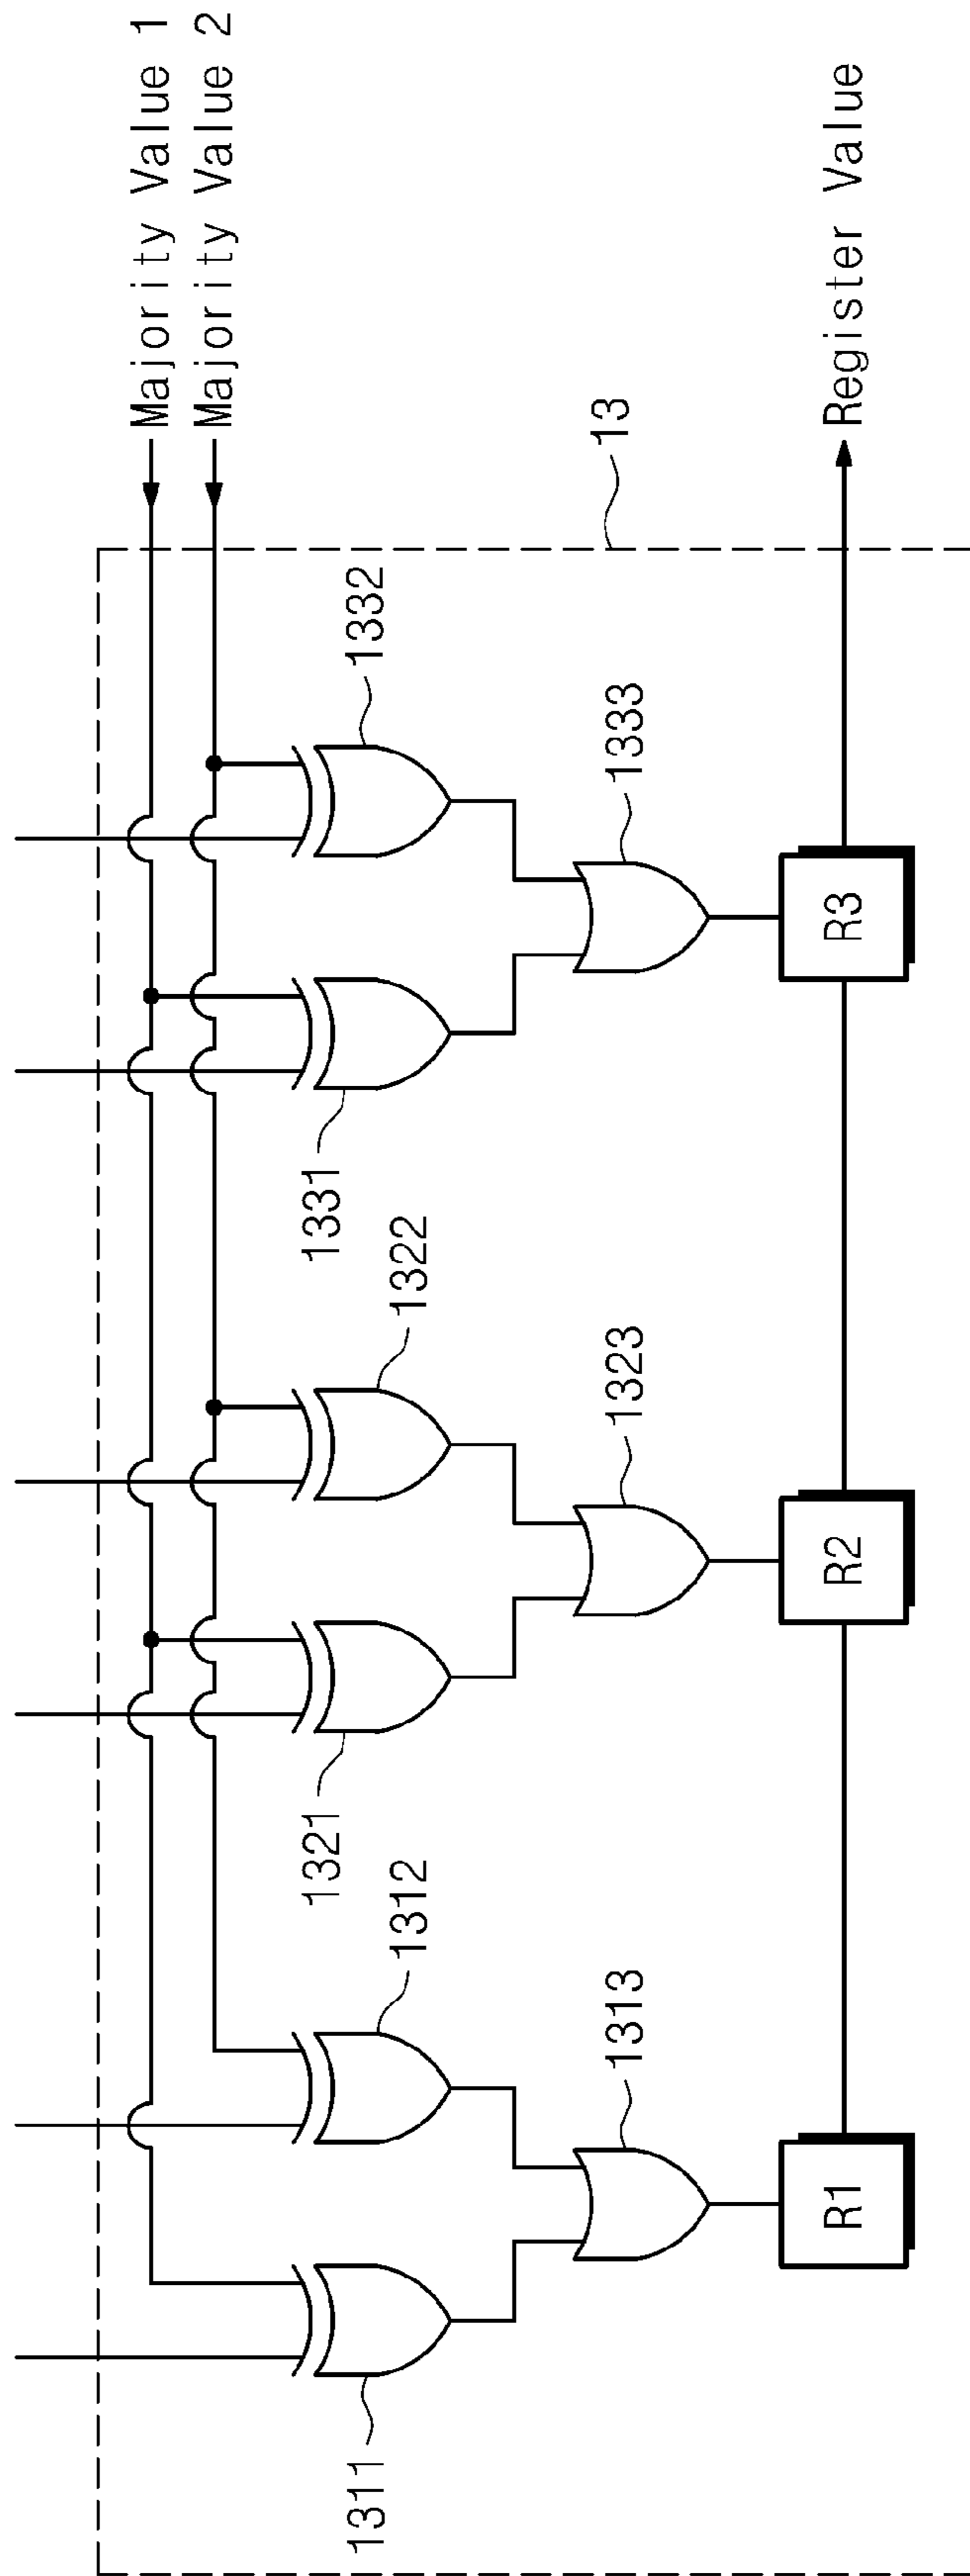 Majority Value 1
Majority Value 2
1311
1312
1321
1322
1331
1332
13
1313
1323
1333
R1
R2
R3
Register Value